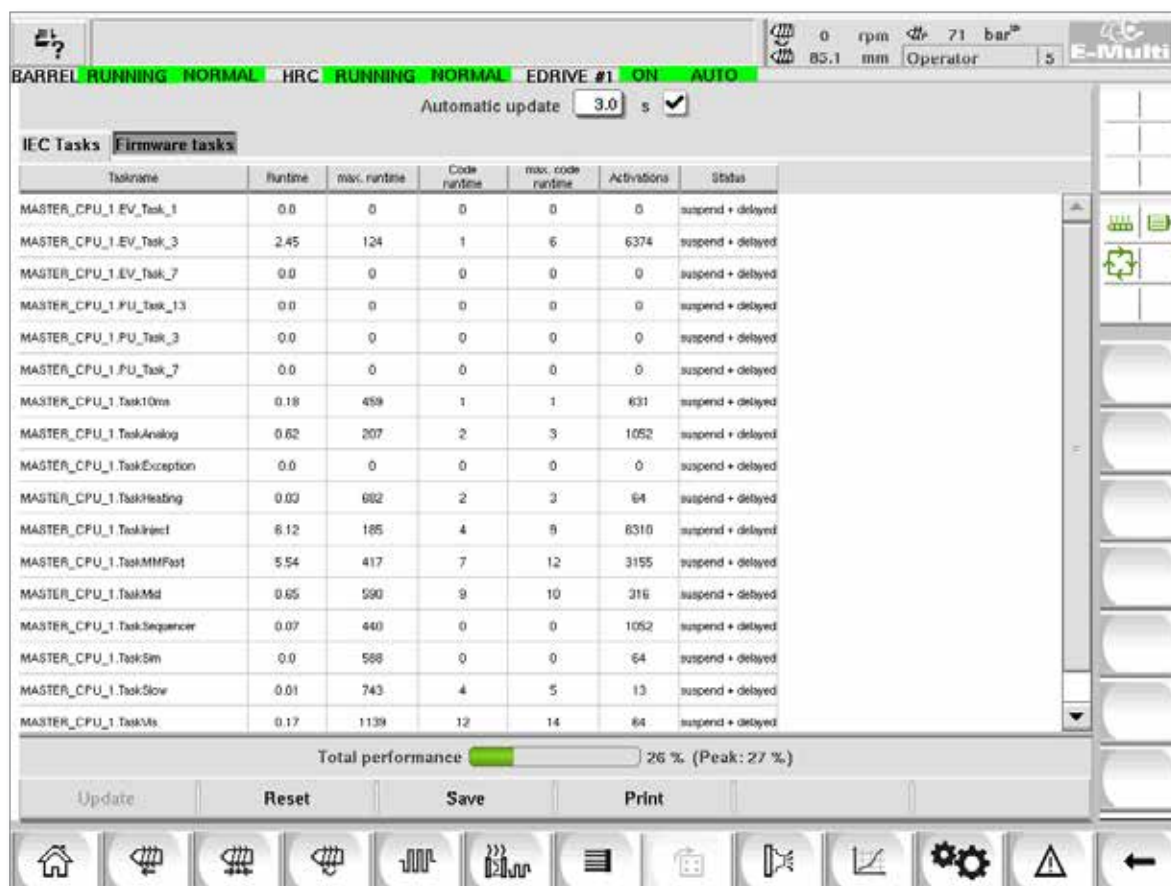 0 rpm 71 bar
85.1 mm Operator 5
E-Multi
BARREL RUNNING NORMAL HRC RUNNING NORMAL EDRIVE #1 ON AUTO
Automatic update 3.0 s
IEC Tasks Firmware tasks
Taskname Runtime max. runtime Code runtime max. code runtime Activations Status
MASTER_CPU_1.EV_Task_1 0.0 0 0 0 0 suspend + delayed
MASTER_CPU_1.EV_Task_3 2.45 124 1 6 6374 suspend + delayed
MASTER_CPU_1.EV_Task_7 0.0 0 0 0 0 suspend + delayed
MASTER_CPU_1.PU_Task_13 0.0 0 0 0 0 suspend + delayed
MASTER_CPU_1.PU_Task_3 0.0 0 0 0 0 suspend + delayed
MASTER_CPU_1.PU_Task_7 0.0 0 0 0 0 suspend + delayed
MASTER_CPU_1.Task10ms 0.18 459 1 1 631 suspend + delayed
MASTER_CPU_1.TaskAnalog 0.62 207 2 3 1052 suspend + delayed
MASTER_CPU_1.TaskException 0.0 0 0 0 0 suspend + delayed
MASTER_CPU_1.TaskHeating 0.03 682 2 3 64 suspend + delayed
MASTER_CPU_1.TaskInject 6.12 185 4 9 6310 suspend + delayed
MASTER_CPU_1.TaskMMFast 5.54 417 7 12 3155 suspend + delayed
MASTER_CPU_1.TaskMid 0.65 590 9 10 316 suspend + delayed
MASTER_CPU_1.TaskSequencer 0.07 440 0 0 1052 suspend + delayed
MASTER_CPU_1.TaskSim 0.0 588 0 0 64 suspend + delayed
MASTER_CPU_1.TaskSlow 0.01 743 4 5 13 suspend + delayed
MASTER_CPU_1.TaskVis 0.17 1139 12 14 64 suspend + delayed
Total performance 26 % (Peak: 27 %)
Update Reset Save Print